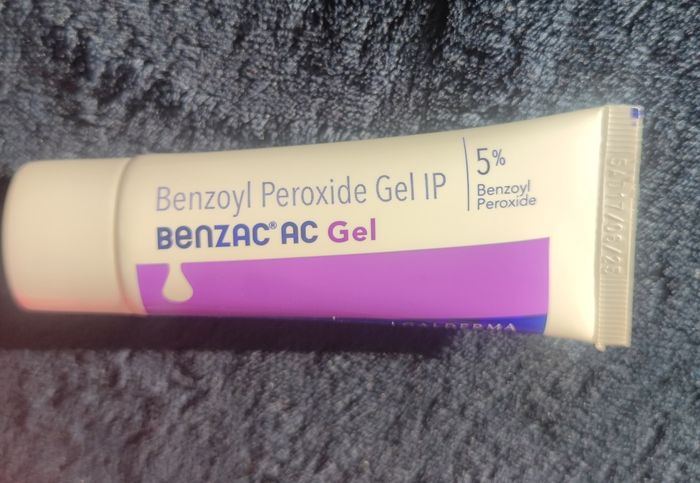 Benzoyl Peroxide Gel IP
5%
Benzoyl
Peroxide
BENZAC® AC Gel
GALDERMA